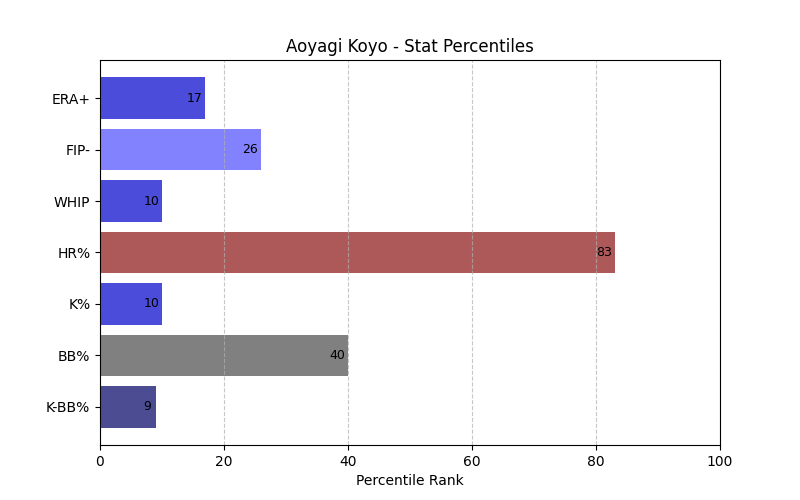 Aoyagi Koyo - Stat Percentiles
ERA+ 17
FIP- 26
WHIP 10
HR% 83
K% 10
BB% 40
K-BB% 9
0 20 40 60 80 100
Percentile Rank